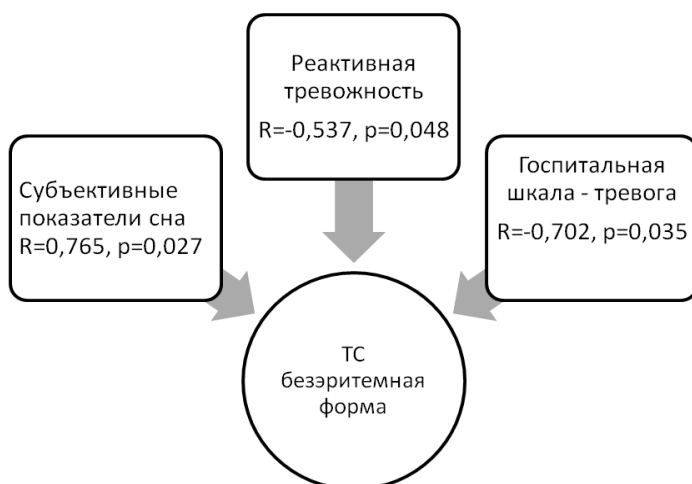 Реактивная
тревожность
R=-0,537, p=0,048
Субъективные
показатели сна
R=0,765, p=0,027
Госпитальная
шкала - тревога
R=-0,702, p=0,035
ТС
безэритемная
форма